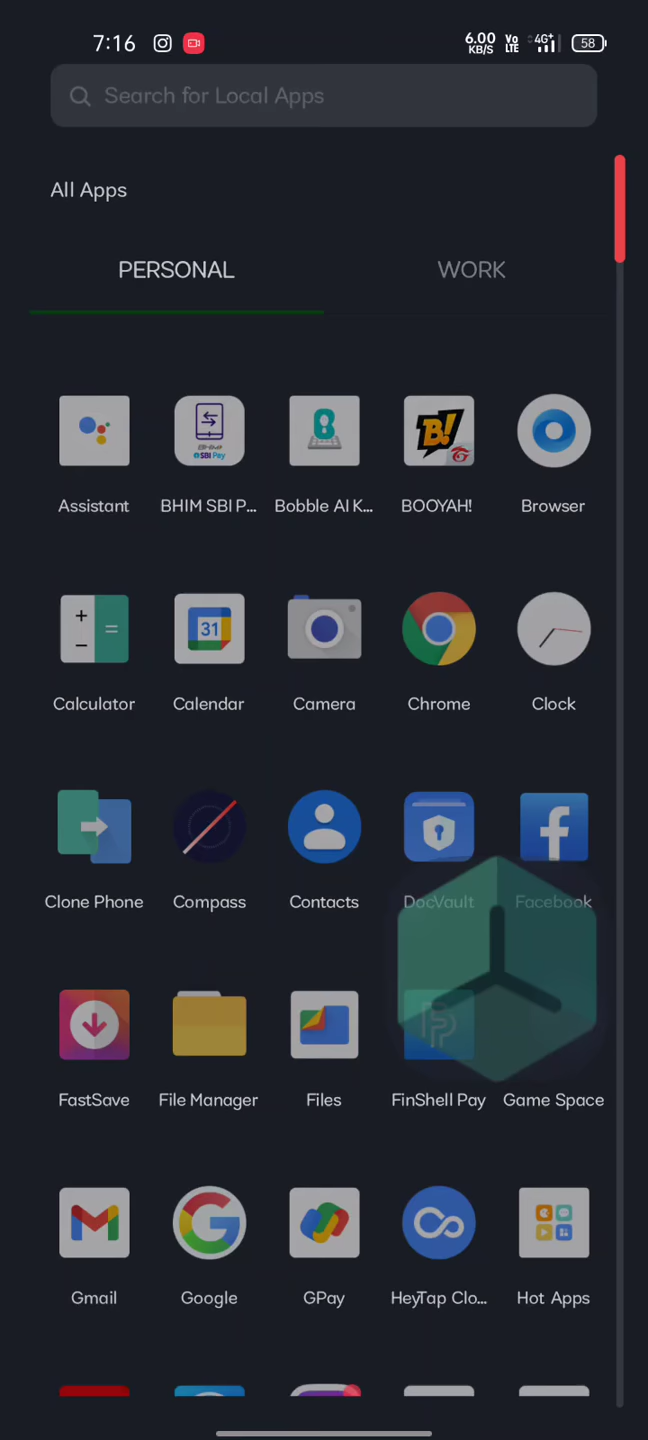 7:16
6.00 KB/S Vo LTE 4G+ 58
Search for Local Apps
All Apps
PERSONAL WORK
Assistant BHIM SBI P... Bobble AI K... BOOYAH! Browser
Calculator Calendar Camera Chrome Clock
Clone Phone Compass Contacts DocVault Facebook
FastSave File Manager Files FinShell Pay Game Space
Gmail Google GPay HeyTap Clo... Hot Apps